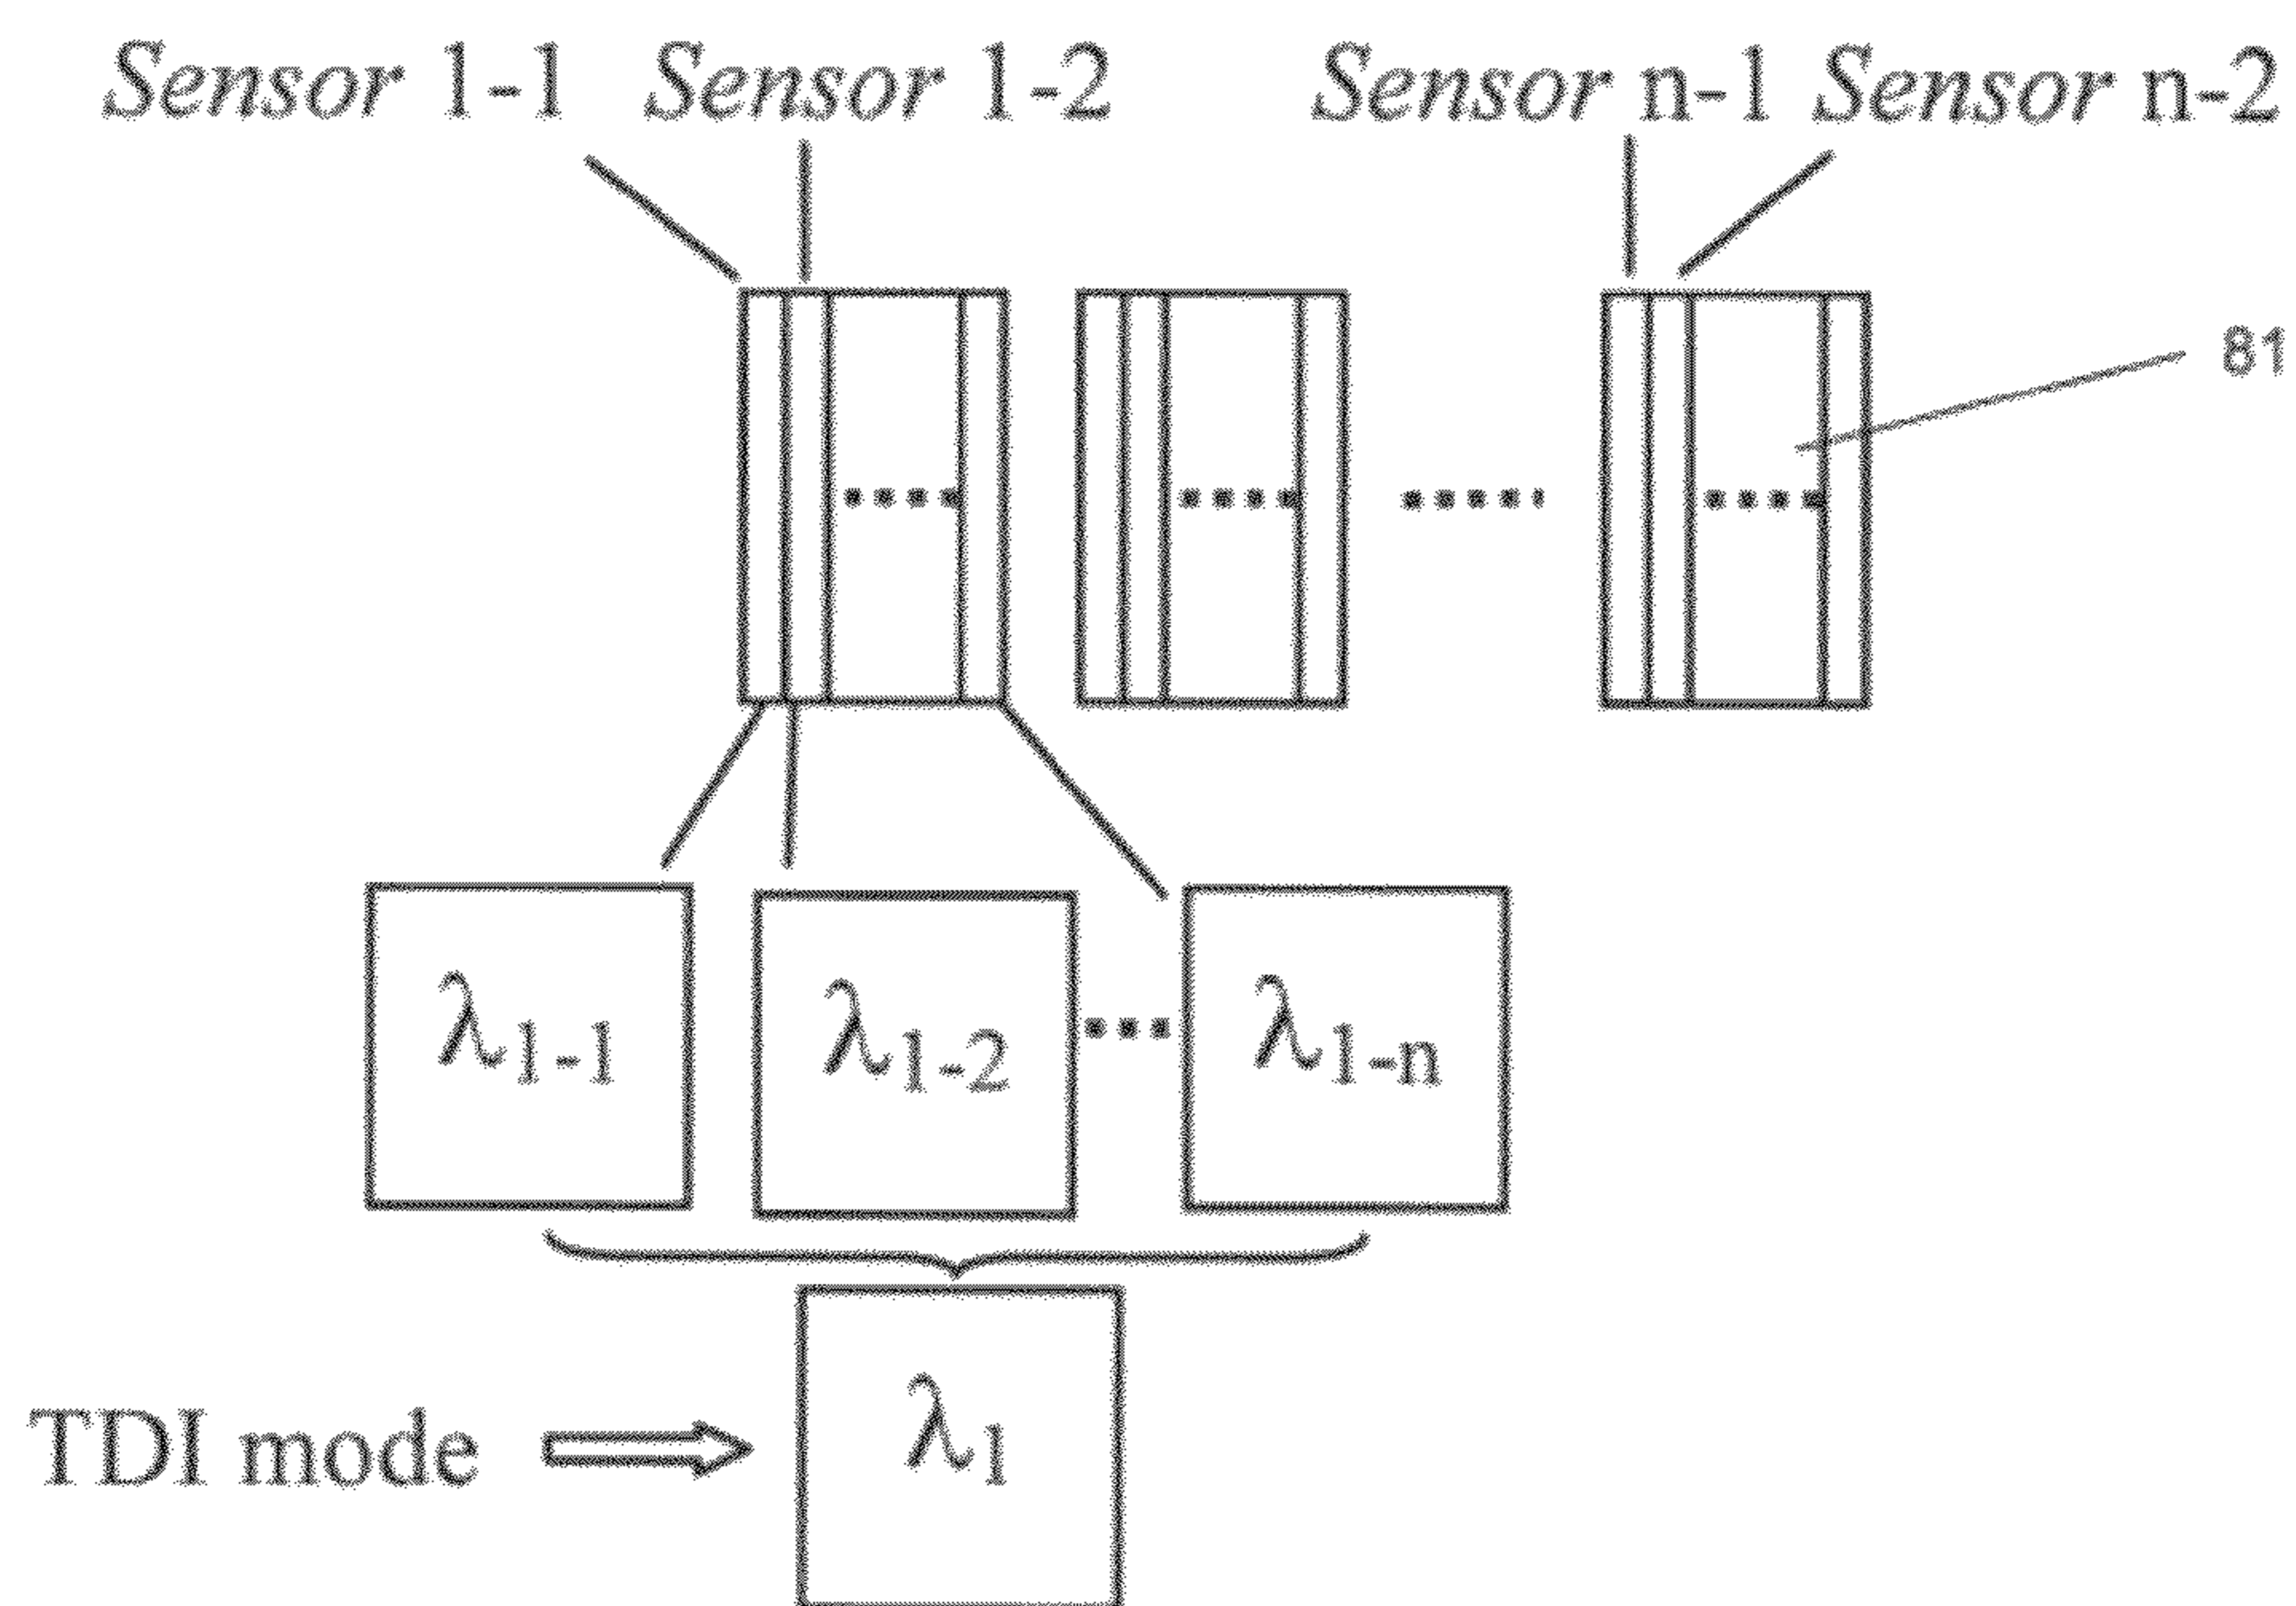 Sensor 1-1 Sensor 1-2 Sensor n-1 Sensor n-2
81
λ1-1 λ1-2 λ1-n
TDI mode λ1